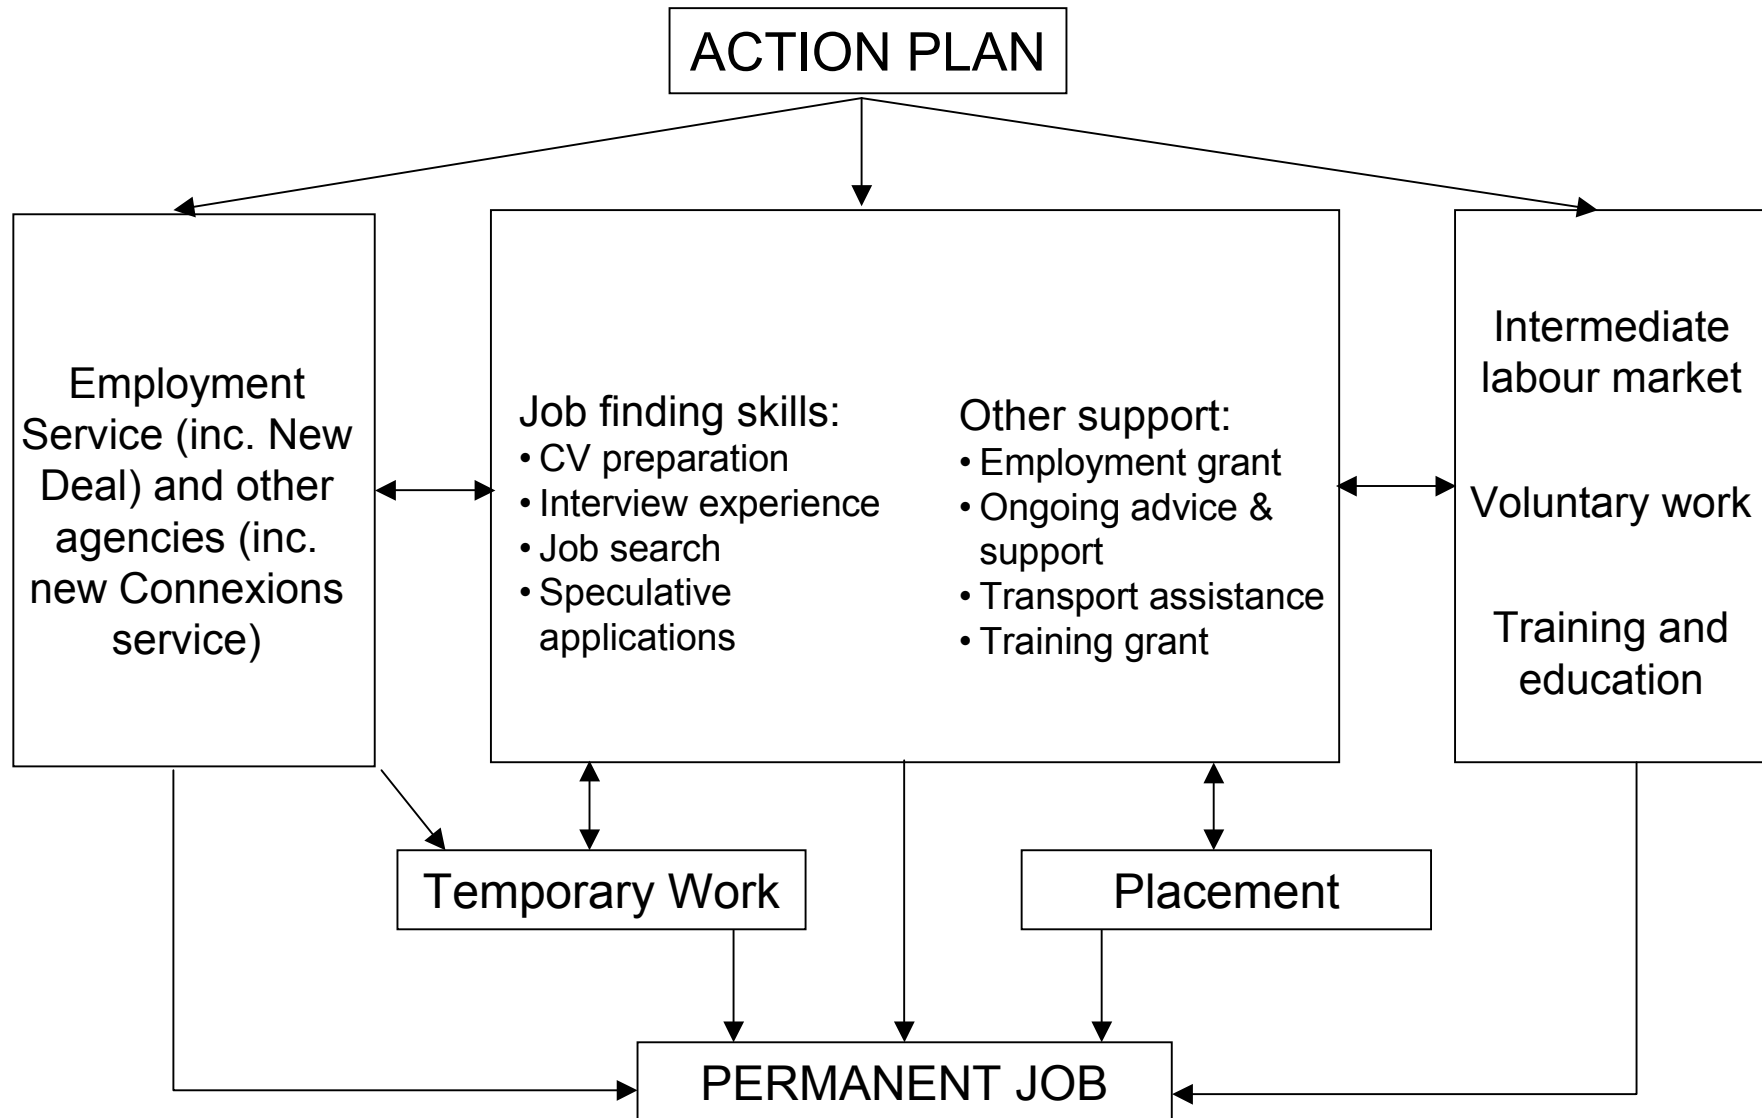 ACTION PLAN
Employment
Service (inc. New
Deal) and other
agencies (inc.
new Connexions
service)
Job finding skills:
• CV preparation
• Interview experience
• Job search
• Speculative
applications
Other support:
• Employment grant
• Ongoing advice &
support
• Transport assistance
• Training grant
Intermediate
labour market
Voluntary work
Training and
education
Temporary Work
Placement
PERMANENT JOB